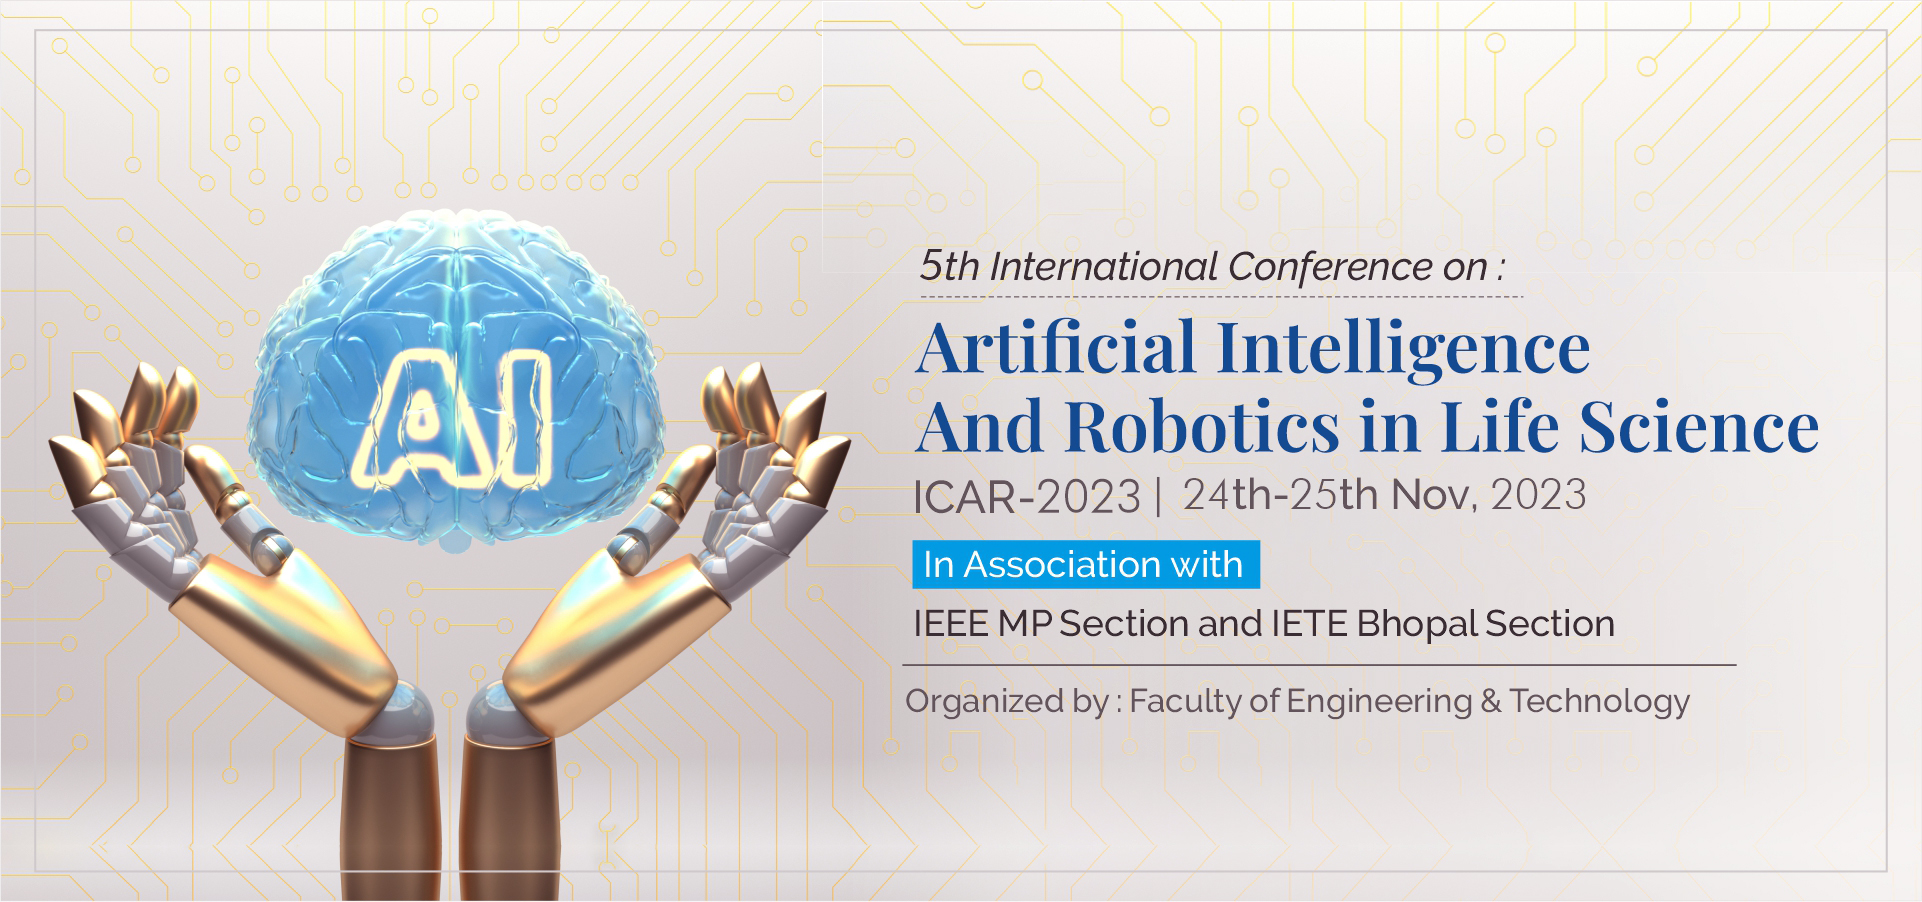 AI
5th International Conference on :
Artificial Intelligence
And Robotics in Life Science
ICAR-2023 | 24th-25th Nov, 2023
In Association with
IEEE MP Section and IETE Bhopal Section
Organized by : Faculty of Engineering & Technology